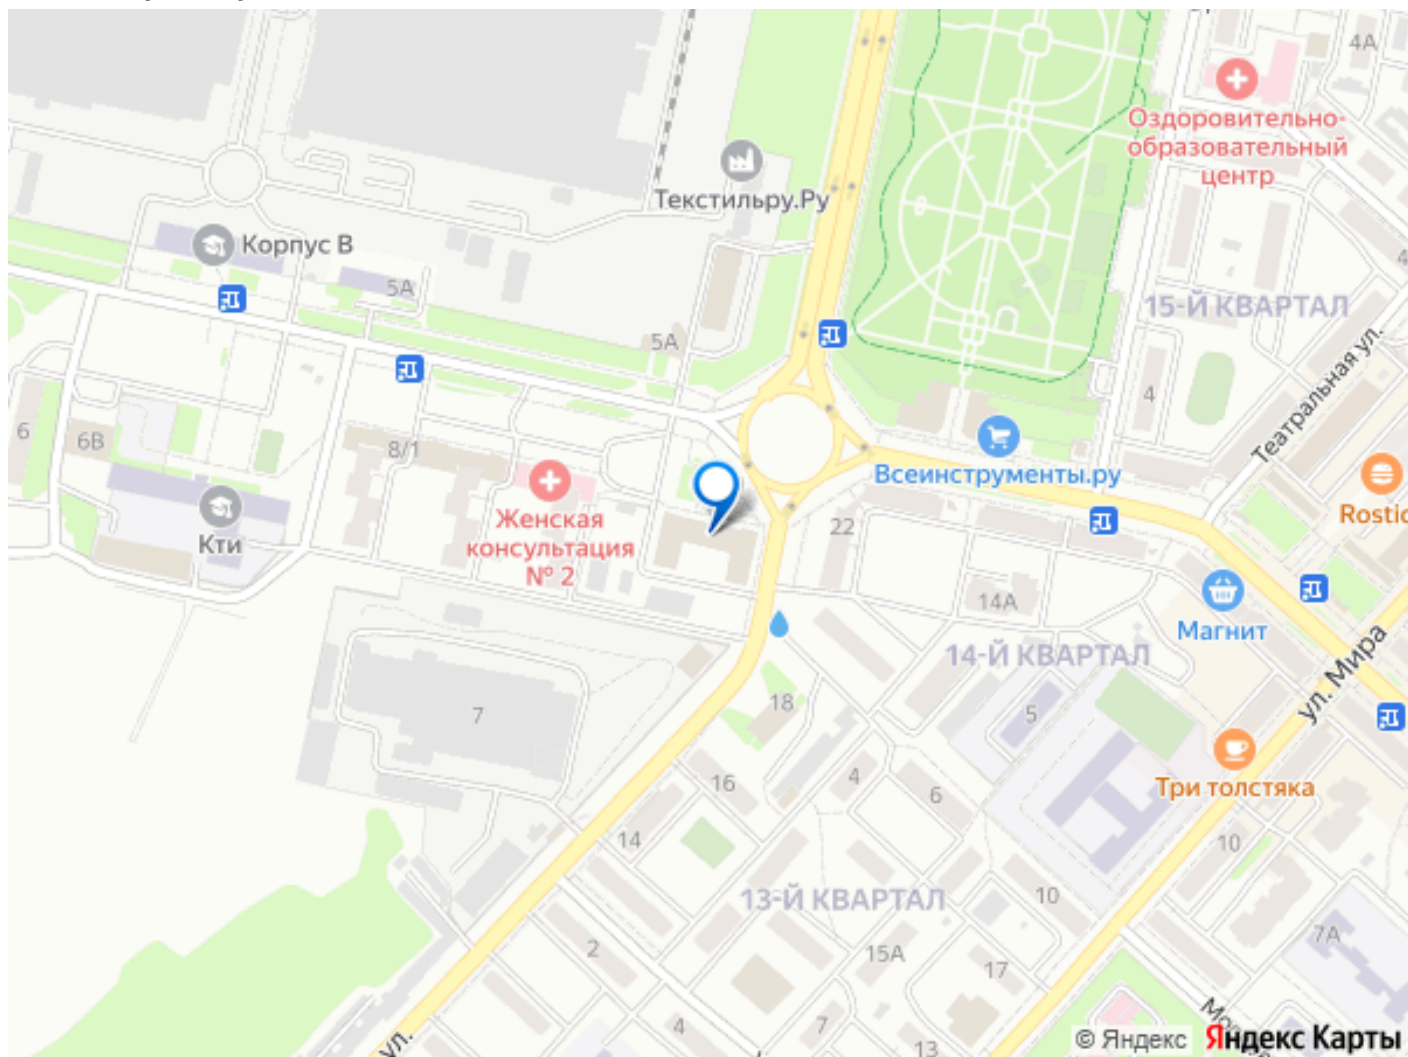 4А
Оздоровительно-
образовательный
центр
Текстильру.Ру
Корпус В
5А
5А
15-Й КВАРТАЛ
Театральная ул.
4
4
6
6В
8/1
Всеинструменты.ру
Rostic
Женская
консультация
№ 2
Кти
22
14А
Магнит
14-Й КВАРТАЛ
ул. Мира
7
18
5
16
4
6
Три толстяка
14
10
13-Й КВАРТАЛ
10
2
15А
7А
17
4
7
13
ул.
© Яндекс
Яндекс Карты